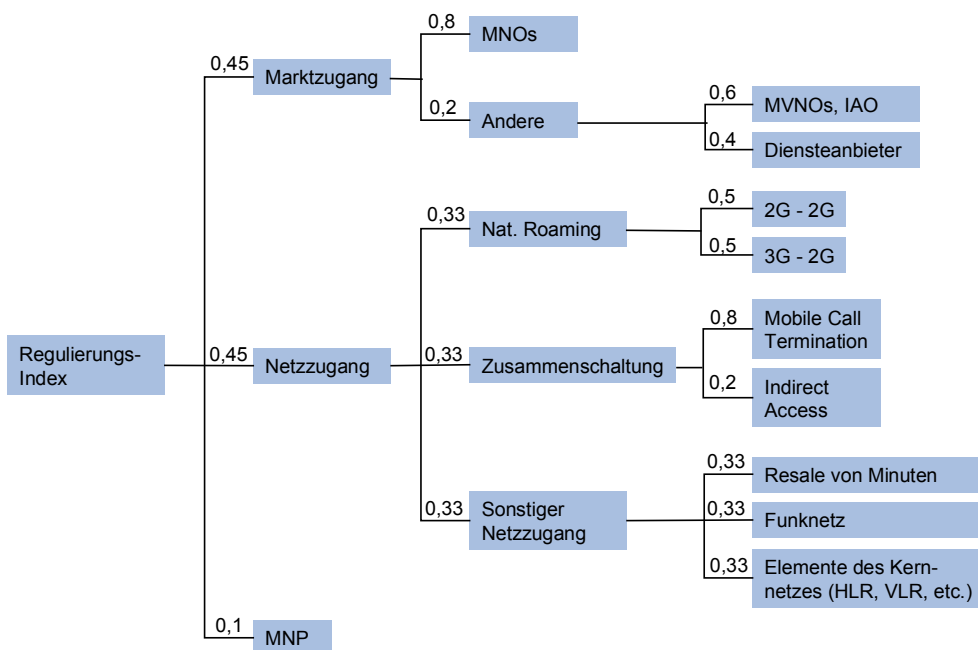 0,8
MNOs
0,45
Marktzugang
0,2
Andere
0,6
MVNOs, IAO
0,4
Diensteanbieter
0,33
Nat. Roaming
0,5
2G - 2G
0,5
3G - 2G
Regulierungs-
Index
0,45
Netzzugang
0,33
Zusammenschaltung
0,8
Mobile Call
Termination
0,2
Indirect
Access
0,33
Sonstiger
Netzzugang
0,33
Resale von Minuten
0,33
Funknetz
0,33
Elemente des Kern-
netzes (HLR, VLR, etc.)
0,1
MNP